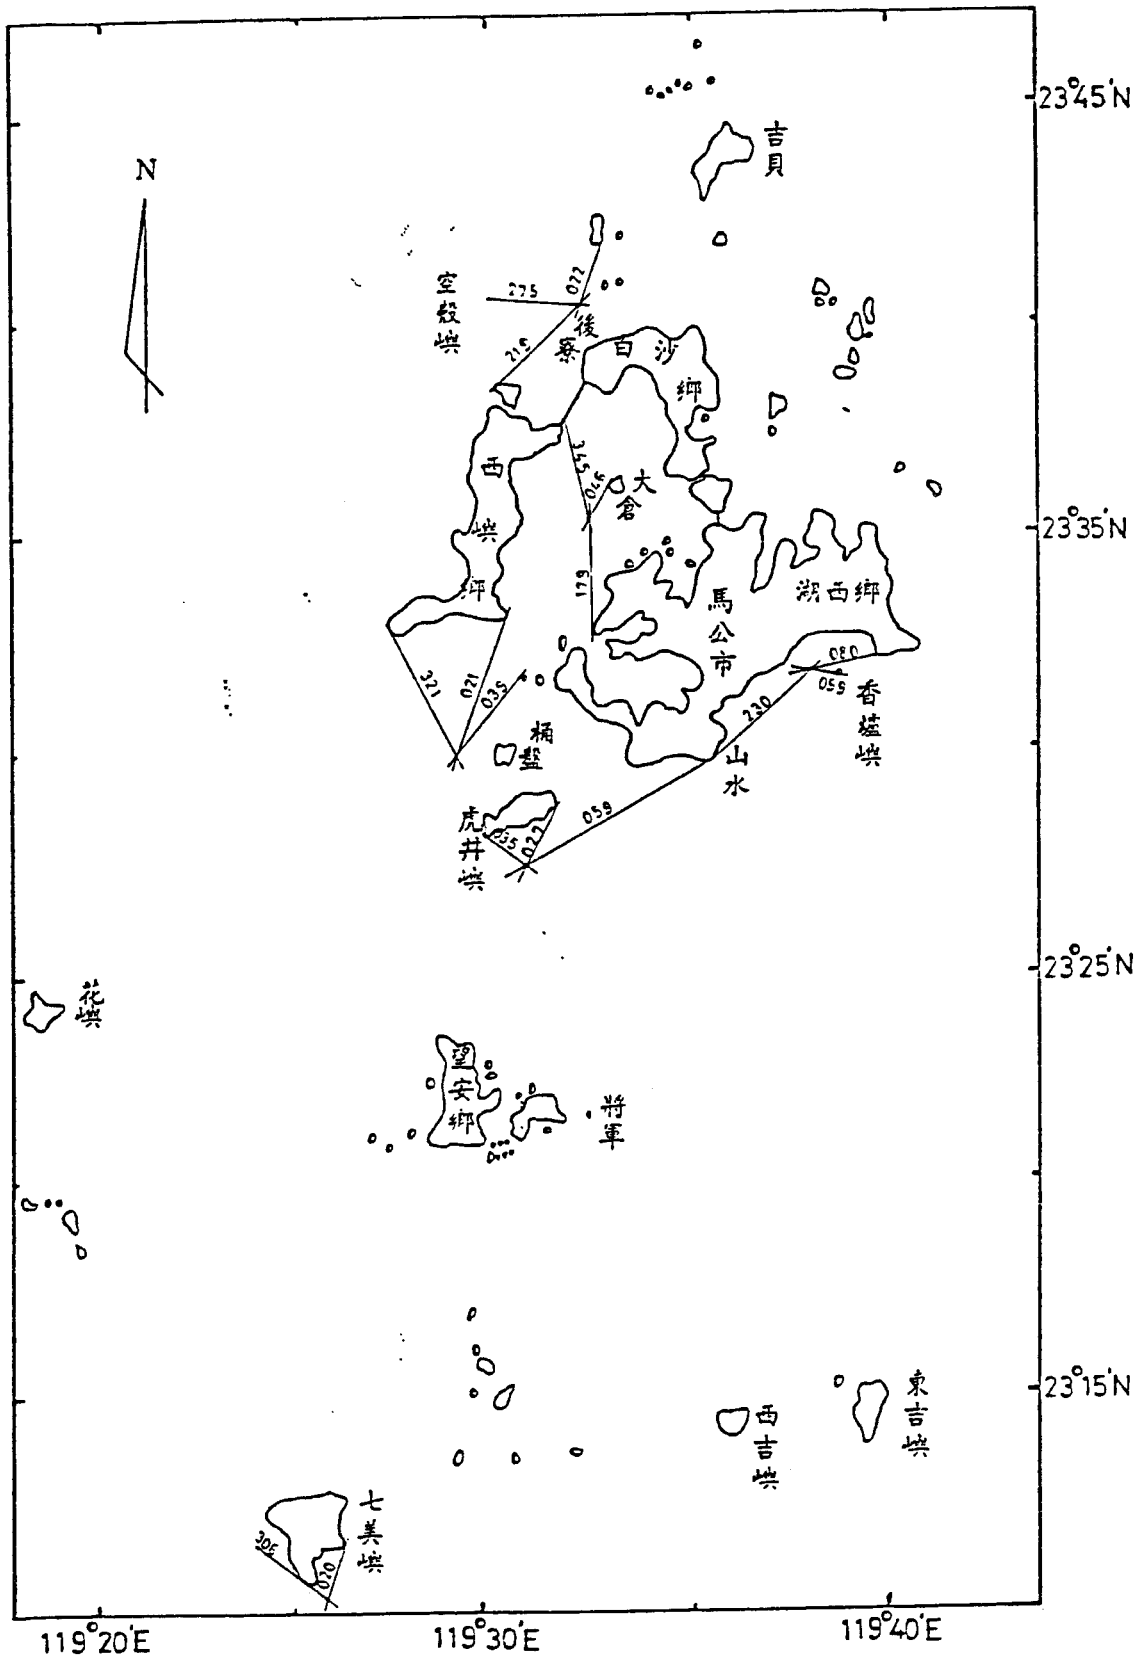 23°45'N
吉貝
N
022
275
空殼嶼
後寮
215
白沙鄉
345
046
大倉
西嶼鄉
23°35'N
179
馬公市
湖西鄉
321
021
035
080
055
香爐嶼
230
桶盤
山水
虎井嶼
059
035
027
23°25'N
花嶼
望安鄉
將軍
23°15'N
東吉嶼
西吉嶼
七美嶼
305
020
119°20'E
119°30'E
119°40'E